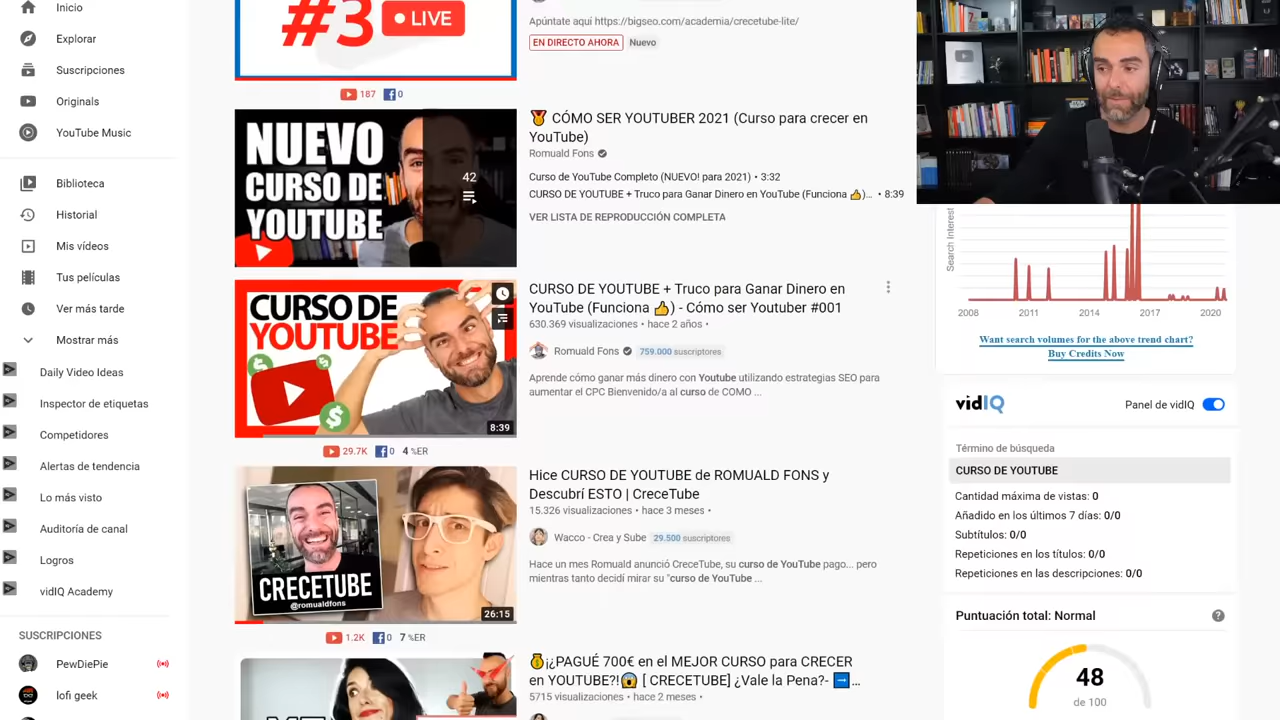 Inicio
Explorar
Suscripciones
Originals
YouTube Music
Biblioteca
Historial
Mis vídeos
Tus películas
Ver más tarde
Mostrar más
Daily Video Ideas
Inspector de etiquetas
Competidores
Alertas de tendencia
Lo más visto
Auditoría de canal
Logros
vidIQ Academy
SUSCRIPCIONES
PewDiePie
lofi geek
#3 LIVE
Apúntate aquí https://bigseo.com/academia/crecetube-lite/
EN DIRECTO AHORA Nuevo
187 0
NUEVO
CURSO DE
YOUTUBE
42
🥇 CÓMO SER YOUTUBER 2021 (Curso para crecer en
YouTube)
Romuald Fons
Curso de YouTube Completo (NUEVO! para 2021) • 3:32
CURSO DE YOUTUBE + Truco para Ganar Dinero en YouTube (Funciona 👍)... • 8:39
VER LISTA DE REPRODUCCIÓN COMPLETA
CURSO DE
YOUTUBE
8:39
29.7K 0 4 %ER
CURSO DE YOUTUBE + Truco para Ganar Dinero en
YouTube (Funciona 👍) - Cómo ser Youtuber #001
630.369 visualizaciones • hace 2 años •
Romuald Fons 759.000 suscriptores
Aprende cómo ganar más dinero con Youtube utilizando estrategias SEO para
aumentar el CPC Bienvenido/a al curso de COMO ...
CRECETUBE
@romualdfons
26:15
1.2K 0 7 %ER
Hice CURSO DE YOUTUBE de ROMUALD FONS y
Descubrí ESTO | CreceTube
15.326 visualizaciones • hace 3 meses •
Wacco - Crea y Sube 29.500 suscriptores
Hace un mes Romuald anunció CreceTube, su curso de YouTube pago... pero
mientras tanto decidí mirar su "curso de YouTube ...
💰¡¿PAGUÉ 700€ en el MEJOR CURSO para CRECER
en YOUTUBE?!😱 [ CRECETUBE] ¿Vale la Pena?- ➡️...
5715 visualizaciones • hace 2 meses •
Search Interest
2008 2011 2014 2017 2020
Want search volumes for the above trend chart?
Buy Credits Now
vidIQ Panel de vidIQ
Término de búsqueda
CURSO DE YOUTUBE
Cantidad máxima de vistas: 0
Añadido en los últimos 7 días: 0/0
Subtítulos: 0/0
Repeticiones en los títulos: 0/0
Repeticiones en las descripciones: 0/0
Puntuación total: Normal
48
de 100